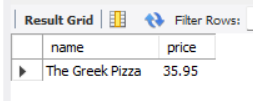 Result Grid Filter Rows:
name price
The Greek Pizza 35.95